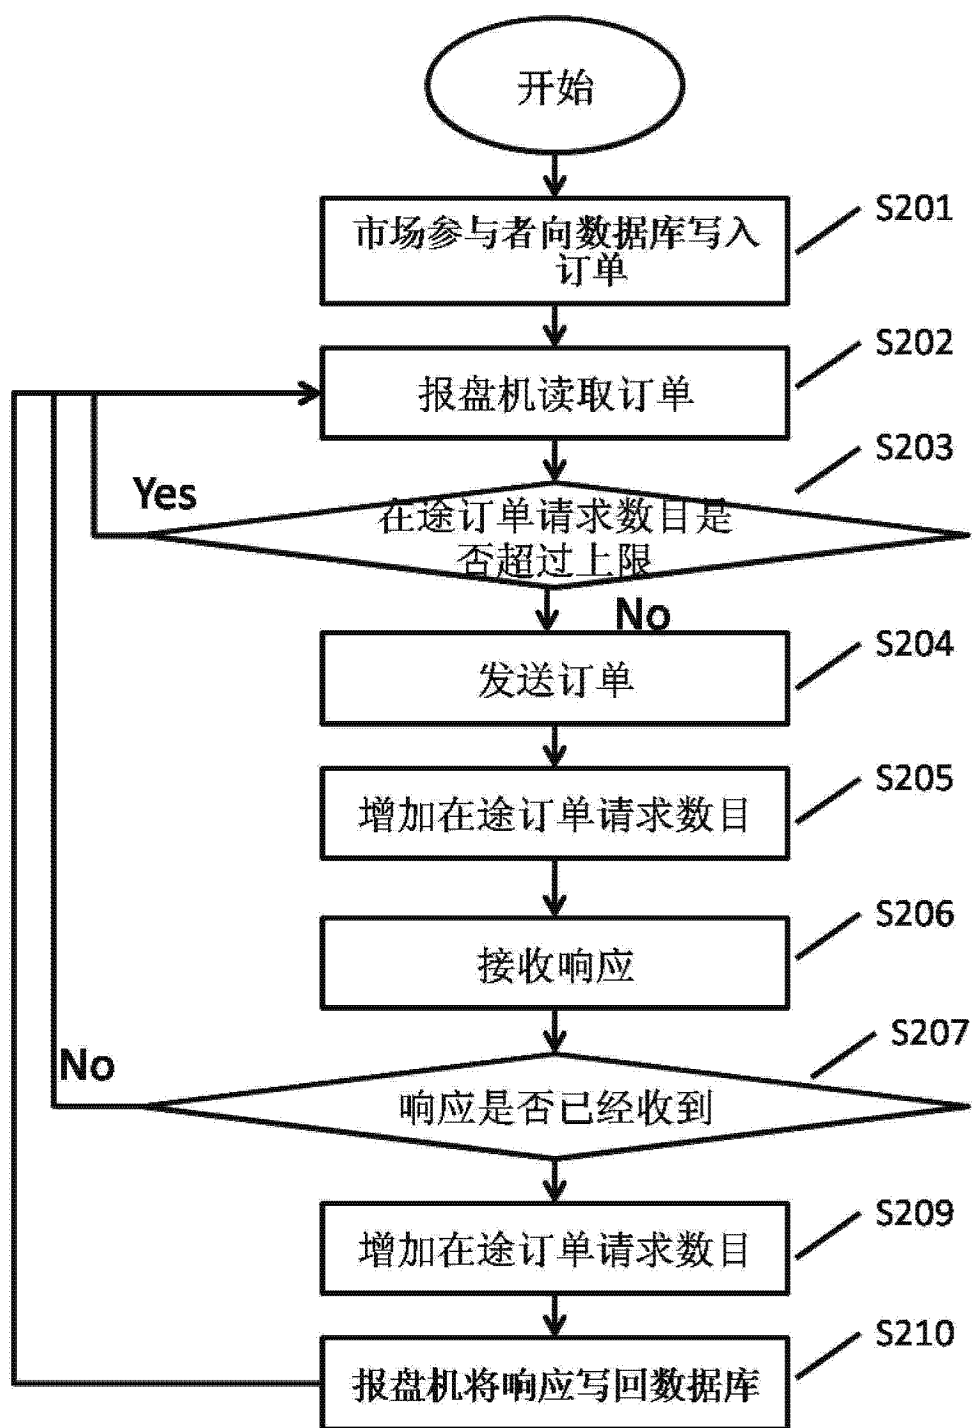 开始
S201
市场参与者向数据库写入
订单
S202
报盘机读取订单
S203
Yes
在途订单请求数目是
否超过上限
No
S204
发送订单
S205
增加在途订单请求数目
S206
接收响应
S207
No
响应是否已经收到
S209
增加在途订单请求数目
S210
报盘机将响应写回数据库